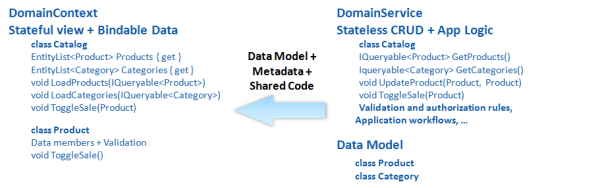 DomainContext
Stateful view + Bindable Data
class Catalog
EntityList<Product> Products { get }
EntityList<Category> Categories { get }
void LoadProducts(IQueryable<Product>)
void LoadCategories(IQueryable<Category>)
void ToggleSale(Product)
class Product
Data members + Validation
void ToggleSale()
Data Model +
Metadata +
Shared Code
DomainService
Stateless CRUD + App Logic
class Catalog
IQueryable<Product> GetProducts()
Iqueryable<Category> GetCategories()
void UpdateProduct(Product, Product)
void ToggleSale(Product)
Validation and authorization rules,
Application workflows, ...
Data Model
class Product
class Category